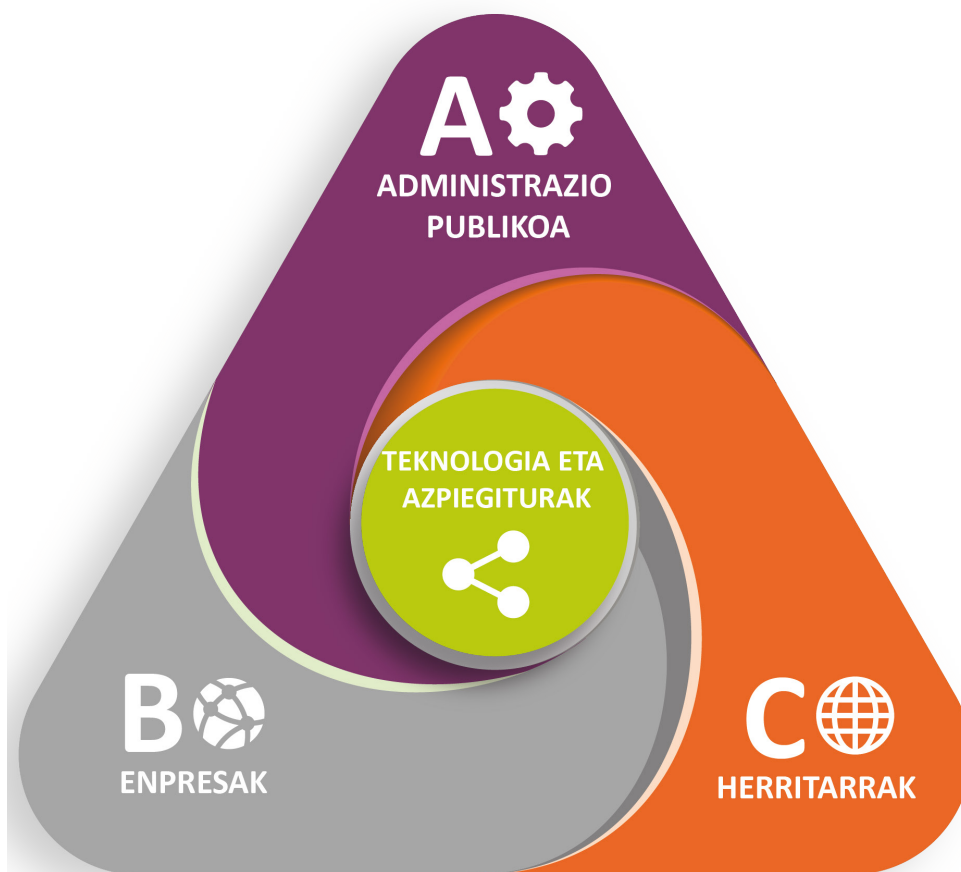 A
ADMINISTRAZIO
PUBLIKOA
TEKNOLOGIA ETA
AZPIEGITURAK
B
ENPRESAK
C
HERRITARRAK